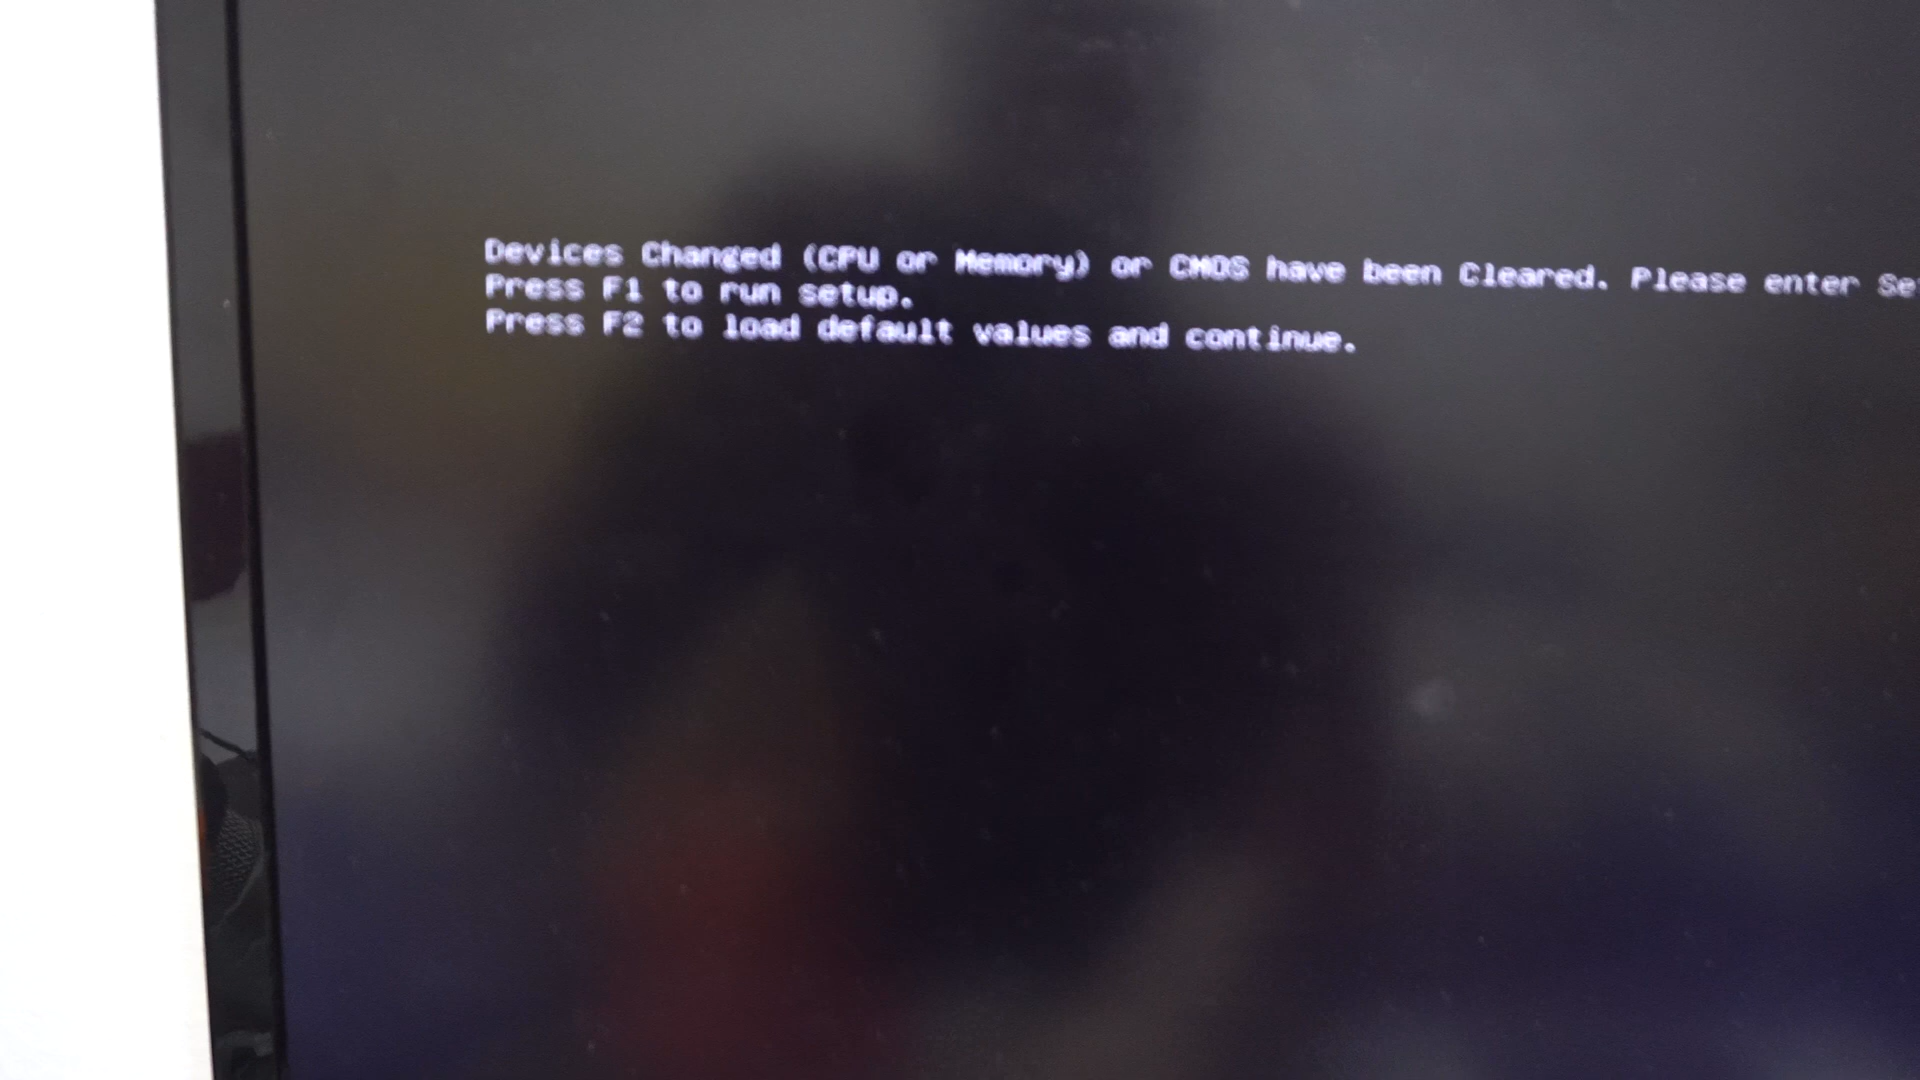 Devices Changed (CPU or Memory) or CMOS have been Cleared. Please enter
Press F1 to run setup.
Press F2 to load default values and continue.